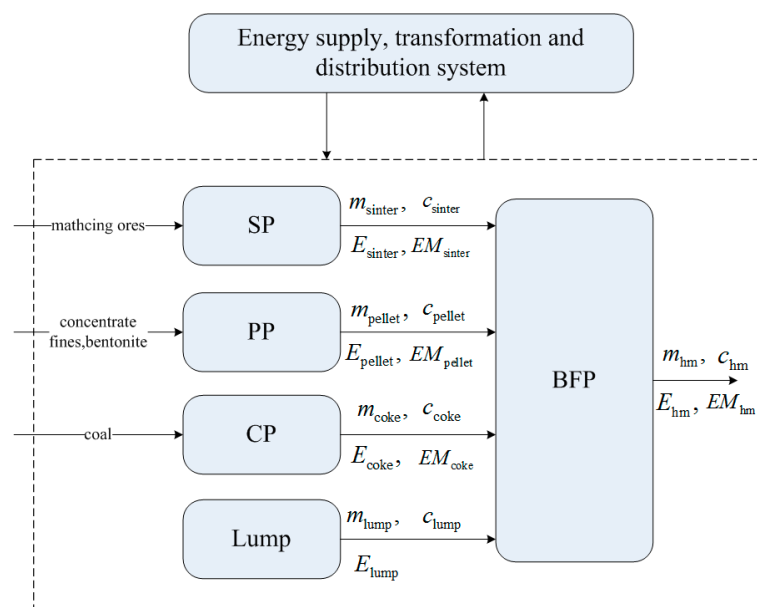 Energy supply, transformation and
distribution system
mathcing ores
SP
m_sinter, c_sinter
E_sinter, EM_sinter
concentrate
fines,bentonite
PP
m_pellet, c_pellet
E_pellet, EM_pellet
BFP
m_hm, c_hm
E_hm, EM_hm
coal
CP
m_coke, c_coke
E_coke, EM_coke
Lump
m_lump, c_lump
E_lump